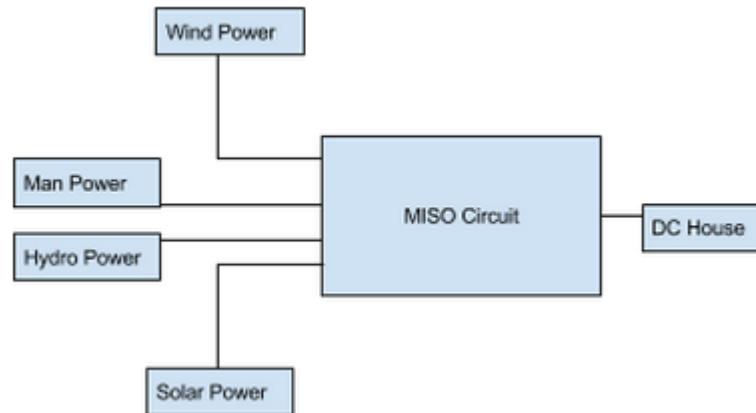 Wind Power
Man Power
MISO Circuit
DC House
Hydro Power
Solar Power